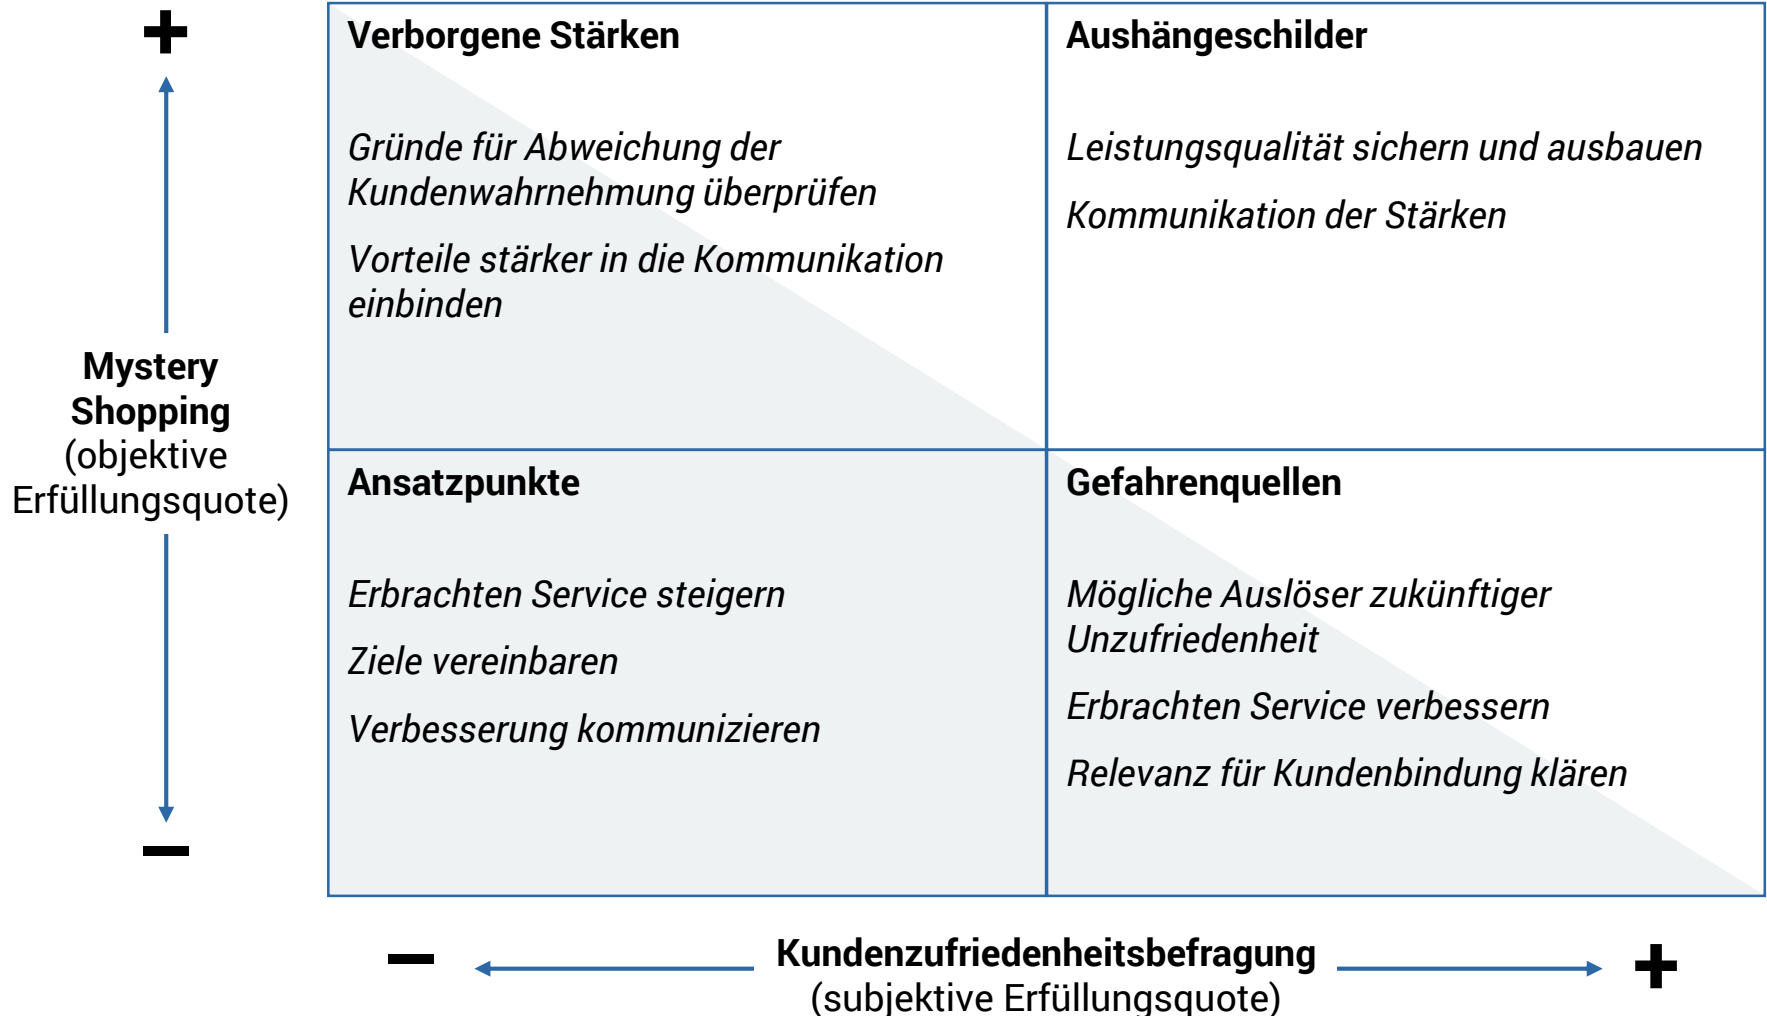 +
Mystery
Shopping
(objektive
Erfüllungsquote)
–
Verborgene Stärken
Gründe für Abweichung der
Kundenwahrnehmung überprüfen
Vorteile stärker in die Kommunikation
einbinden
Aushängeschilder
Leistungsqualität sichern und ausbauen
Kommunikation der Stärken
Ansatzpunkte
Erbrachten Service steigern
Ziele vereinbaren
Verbesserung kommunizieren
Gefahrenquellen
Mögliche Auslöser zukünftiger
Unzufriedenheit
Erbrachten Service verbessern
Relevanz für Kundenbindung klären
–
Kundenzufriedenheitsbefragung
(subjektive Erfüllungsquote)
+